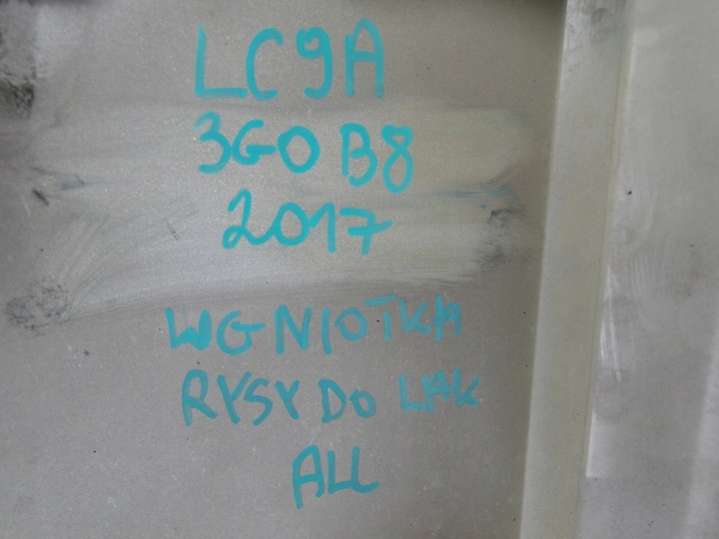 LC9A
3G0 B8
2017
WGNIOTKA
RYSY DO LAK
ALL